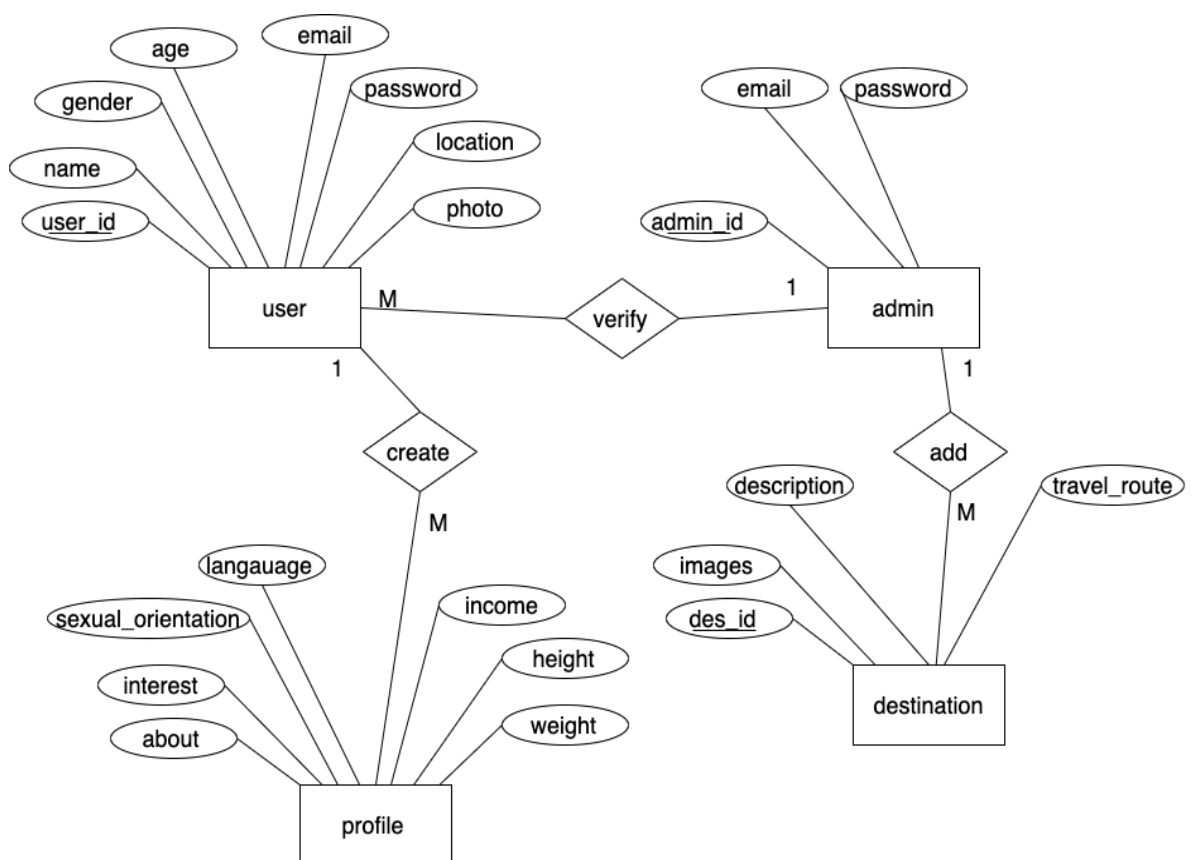 email
age
password
email
password
gender
location
name
photo
user_id
admin_id
M
1
user
verify
admin
1
1
create
add
description
travel_route
M
M
langauage
images
income
sexual_orientation
des_id
height
interest
destination
weight
about
profile